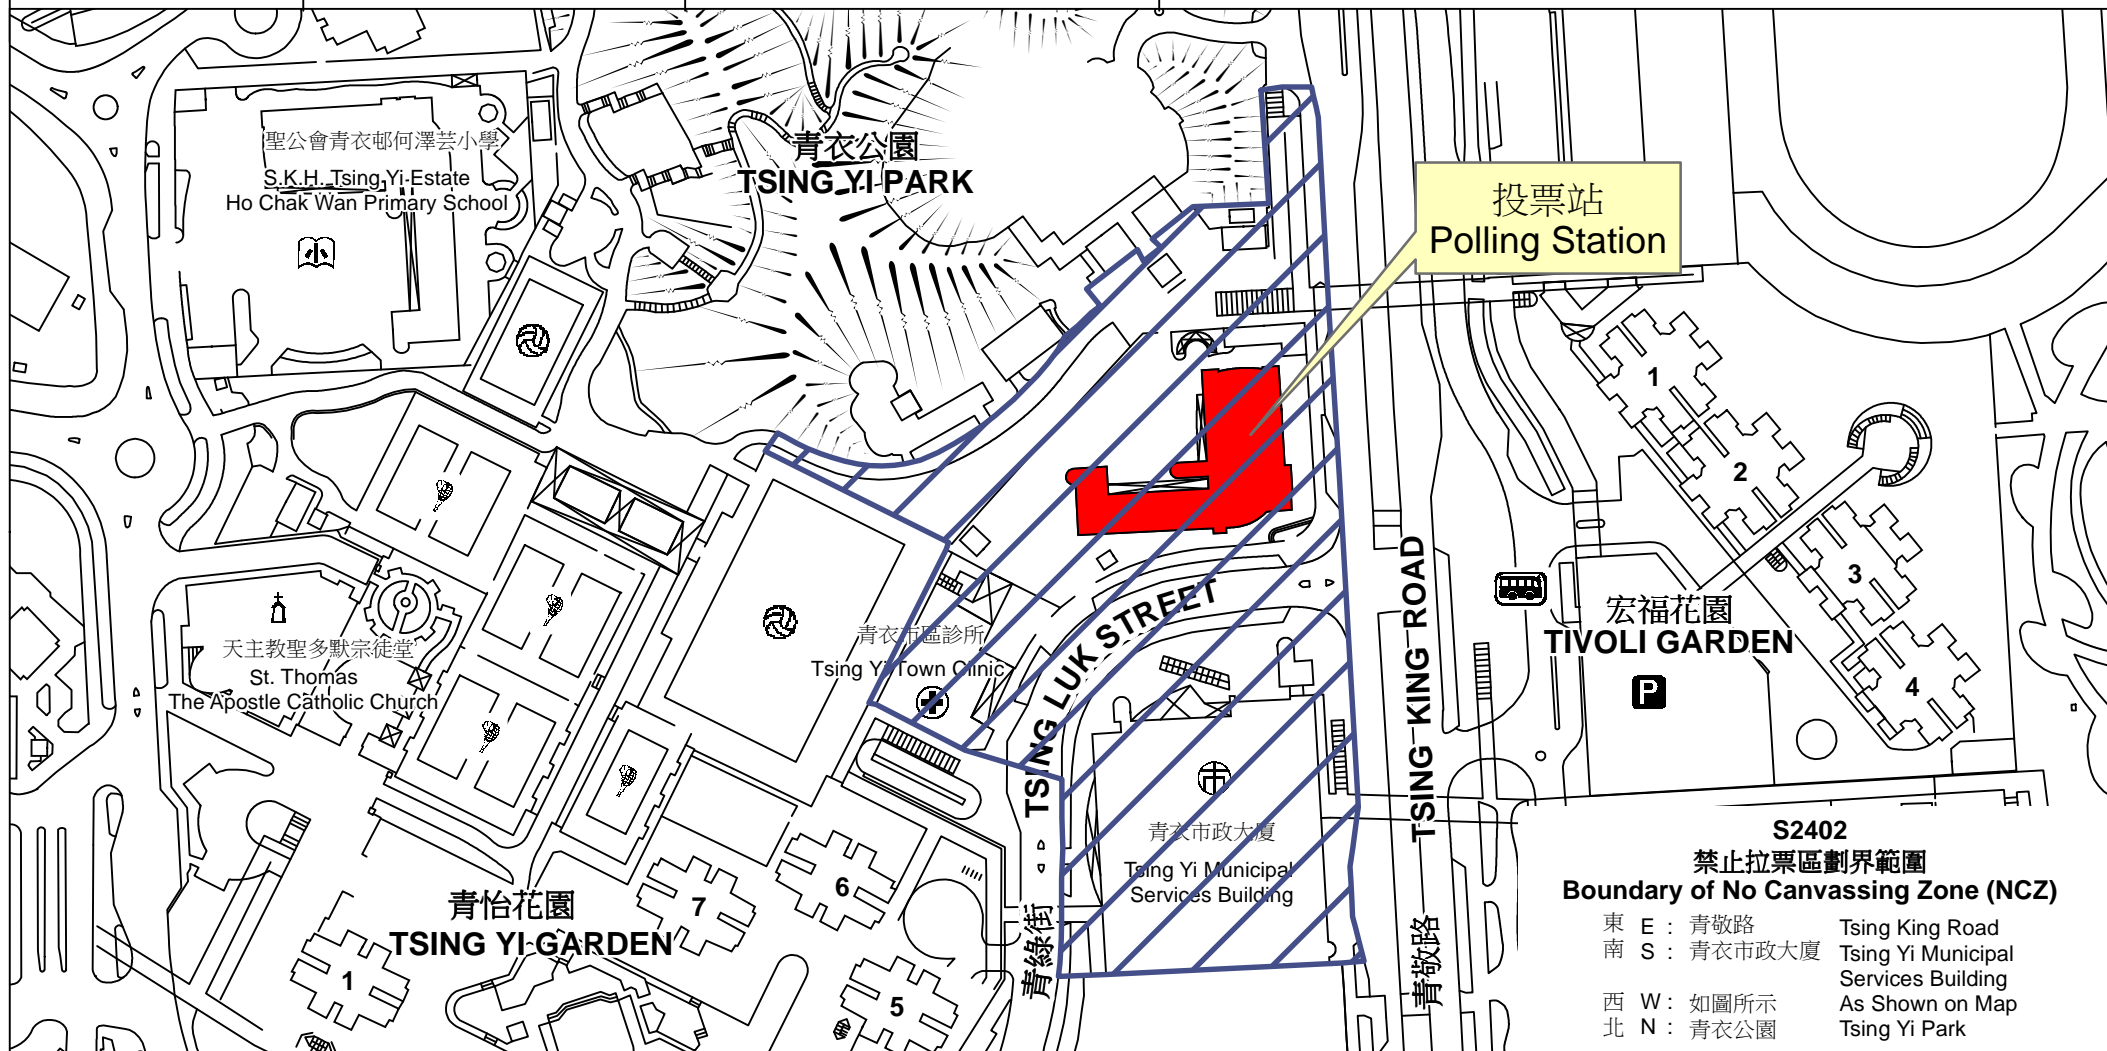 聖公會青衣邨何澤芸小學
S.K.H. Tsing Yi Estate
Ho Chak Wan Primary School
青衣公園
TSING YI PARK
投票站
Polling Station
1
2
3
4
宏福花園
TIVOLI GARDEN
P
天主教聖多默宗徒堂
St. Thomas
The Apostle Catholic Church
青衣市區診所
Tsing Yi Town Clinic
TSING LUK STREET
青綠街
TSING KING ROAD
青敬路
市
青衣市政大廈
Tsing Yi Municipal
Services Building
青怡花園
TSING YI GARDEN
7
6
1
5
S2402
禁止拉票區劃界範圍
Boundary of No Canvassing Zone (NCZ)
東 E : 青敬路 Tsing King Road
南 S : 青衣市政大廈 Tsing Yi Municipal
Services Building
西 W : 如圖所示 As Shown on Map
北 N : 青衣公園 Tsing Yi Park